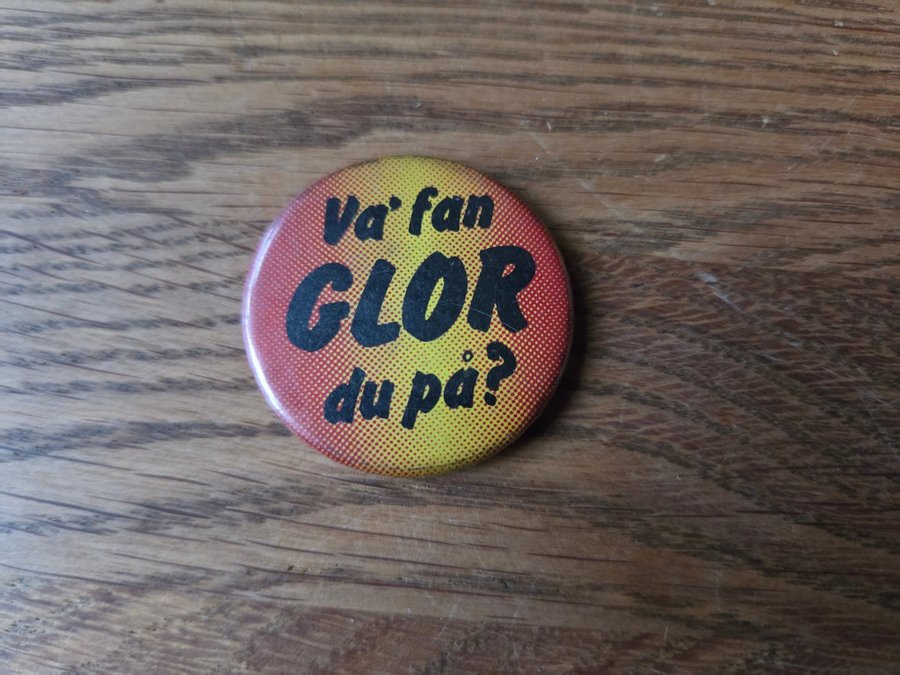 Va' fan
GLOR
du på?